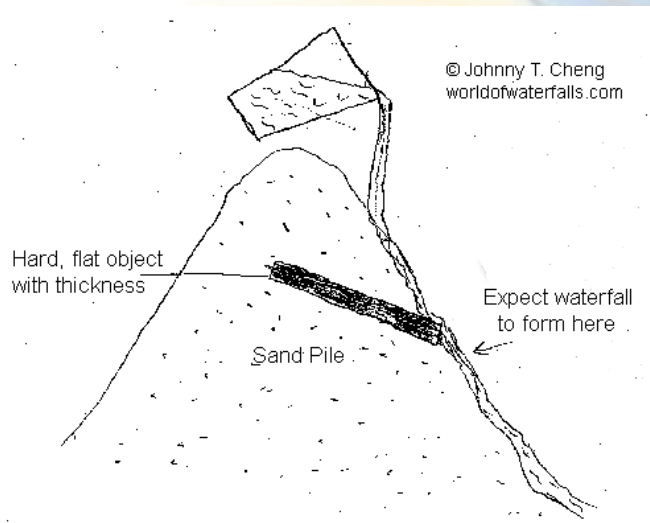 © Johnny T. Cheng
worldofwaterfalls.com
Hard, flat object
with thickness
Expect waterfall
to form here
Sand Pile